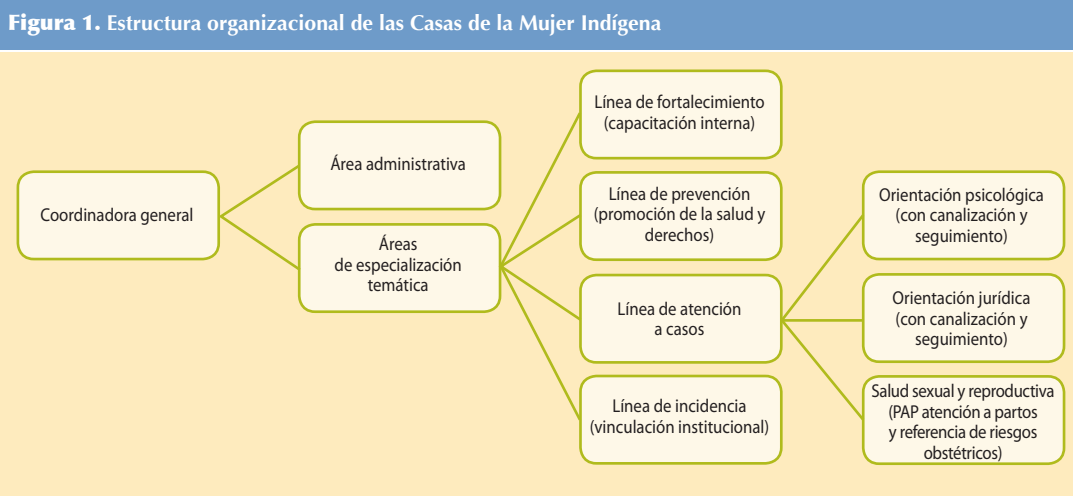 Figura 1. Estructura organizacional de las Casas de la Mujer Indígena
Coordinadora general
Área administrativa
Áreas
de especialización
temática
Línea de fortalecimiento
(capacitación interna)
Línea de prevención
(promoción de la salud y
derechos)
Línea de atención
a casos
Línea de incidencia
(vinculación institucional)
Orientación psicológica
(con canalización y
seguimiento)
Orientación jurídica
(con canalización y
seguimiento)
Salud sexual y reproductiva
(PAP atención a partos
y referencia de riesgos
obstétricos)